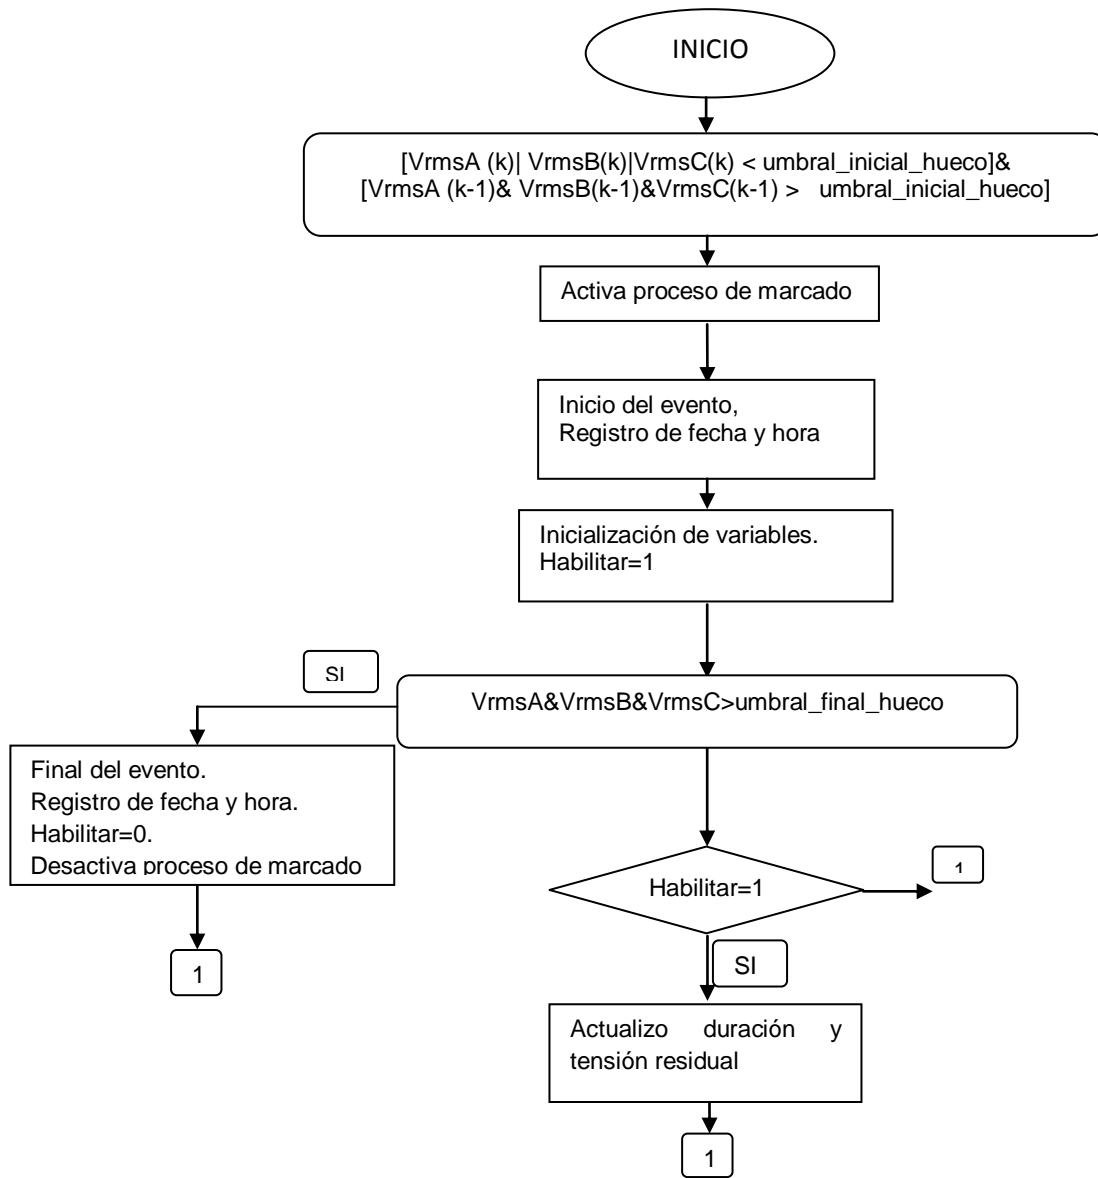 INICIO
[VrmsA (k)| VrmsB(k)|VrmsC(k) < umbral_inicial_hueco]&
[VrmsA (k-1)& VrmsB(k-1)&VrmsC(k-1) > umbral_inicial_hueco]
Activa proceso de marcado
Inicio del evento,
Registro de fecha y hora
Inicialización de variables.
Habilitar=1
SI
VrmsA&VrmsB&VrmsC>umbral_final_hueco
Final del evento.
Registro de fecha y hora.
Habilitar=0.
Desactiva proceso de marcado
1
Habilitar=1
1
SI
Actualizo duración y
tensión residual
1